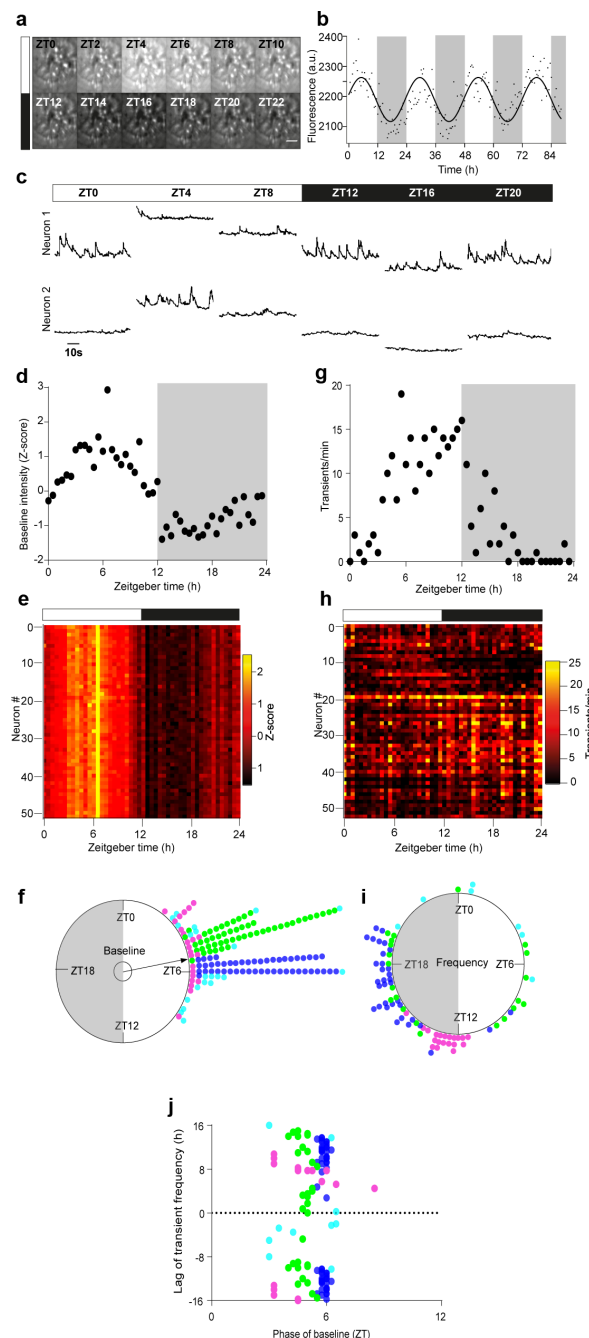 a
ZT0 ZT2 ZT4 ZT6 ZT8 ZT10
ZT12 ZT14 ZT16 ZT18 ZT20 ZT22
b
Fluorescence (a.u.)
2400
2300
2200
2100
0 12 24 36 48 60 72 84
Time (h)
c
ZT0 ZT4 ZT8 ZT12 ZT16 ZT20
Neuron 1
Neuron 2
10s
d
Baseline intensity (Z-score)
3
2
1
0
-1
-2
0 6 12 18 24
Zeitgeber time (h)
g
Transients/min
20
15
10
5
0
0 6 12 18 24
Zeitgeber time (h)
e
Neuron #
0
10
20
30
40
50
0 6 12 18 24
Zeitgeber time (h)
2
1
0
-1
Z-score
h
Neuron #
0
10
20
30
40
50
0 6 12 18 24
Zeitgeber time (h)
25
20
15
10
5
0
Transients/min
f
ZT0
Baseline
ZT18 ZT6
ZT12
i
ZT0
ZT18 Frequency ZT6
ZT12
j
Lag of transient frequency (h)
16
8
0
-8
-16
0 6 12
Phase of baseline (ZT)